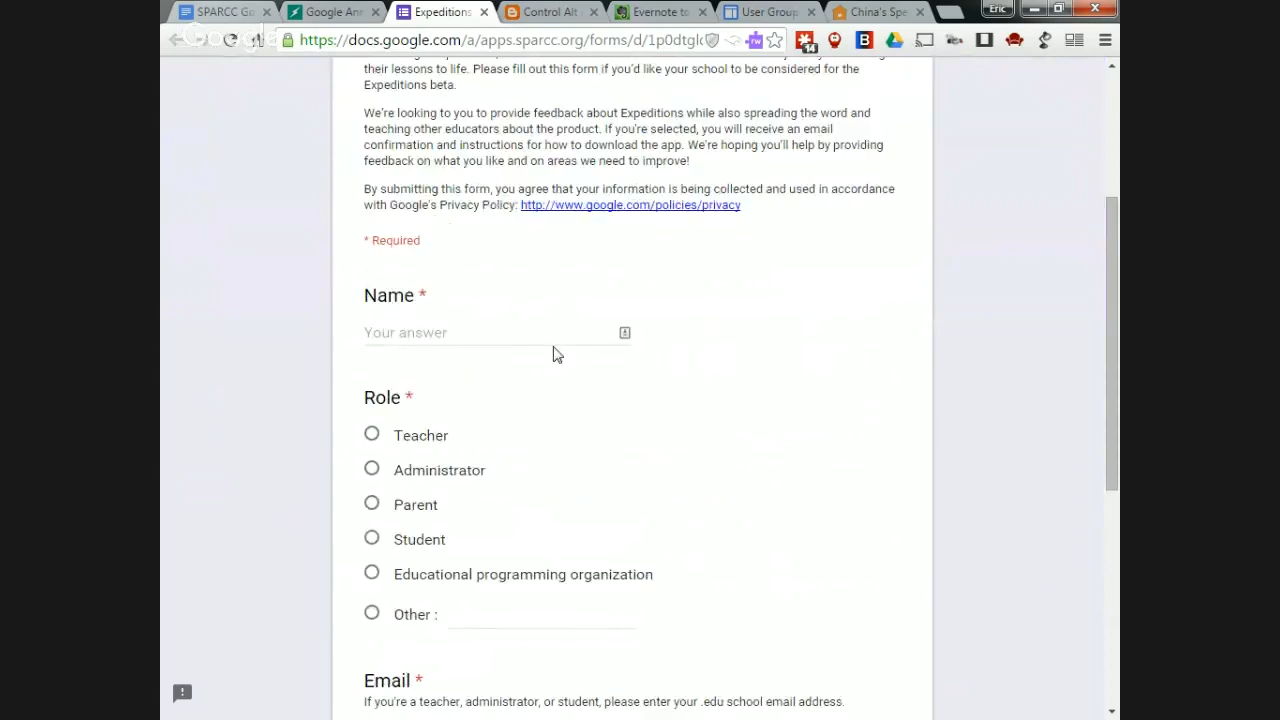 SPARCC Go
Google Ann
Expeditions
Control Alt
Evernote to
User Group
China's Spe
Eric
Google
https://docs.google.com/a/apps.sparcc.org/forms/d/1p0dtglc
14
their lessons to life. Please fill out this form if you'd like your school to be considered for the
Expeditions beta.
We're looking to you to provide feedback about Expeditions while also spreading the word and
teaching other educators about the product. If you're selected, you will receive an email
confirmation and instructions for how to download the app. We're hoping you'll help by providing
feedback on what you like and on areas we need to improve!
By submitting this form, you agree that your information is being collected and used in accordance
with Google's Privacy Policy: http://www.google.com/policies/privacy
* Required
Name *
Your answer
Role *
Teacher
Administrator
Parent
Student
Educational programming organization
Other :
Email *
If you're a teacher, administrator, or student, please enter your .edu school email address.